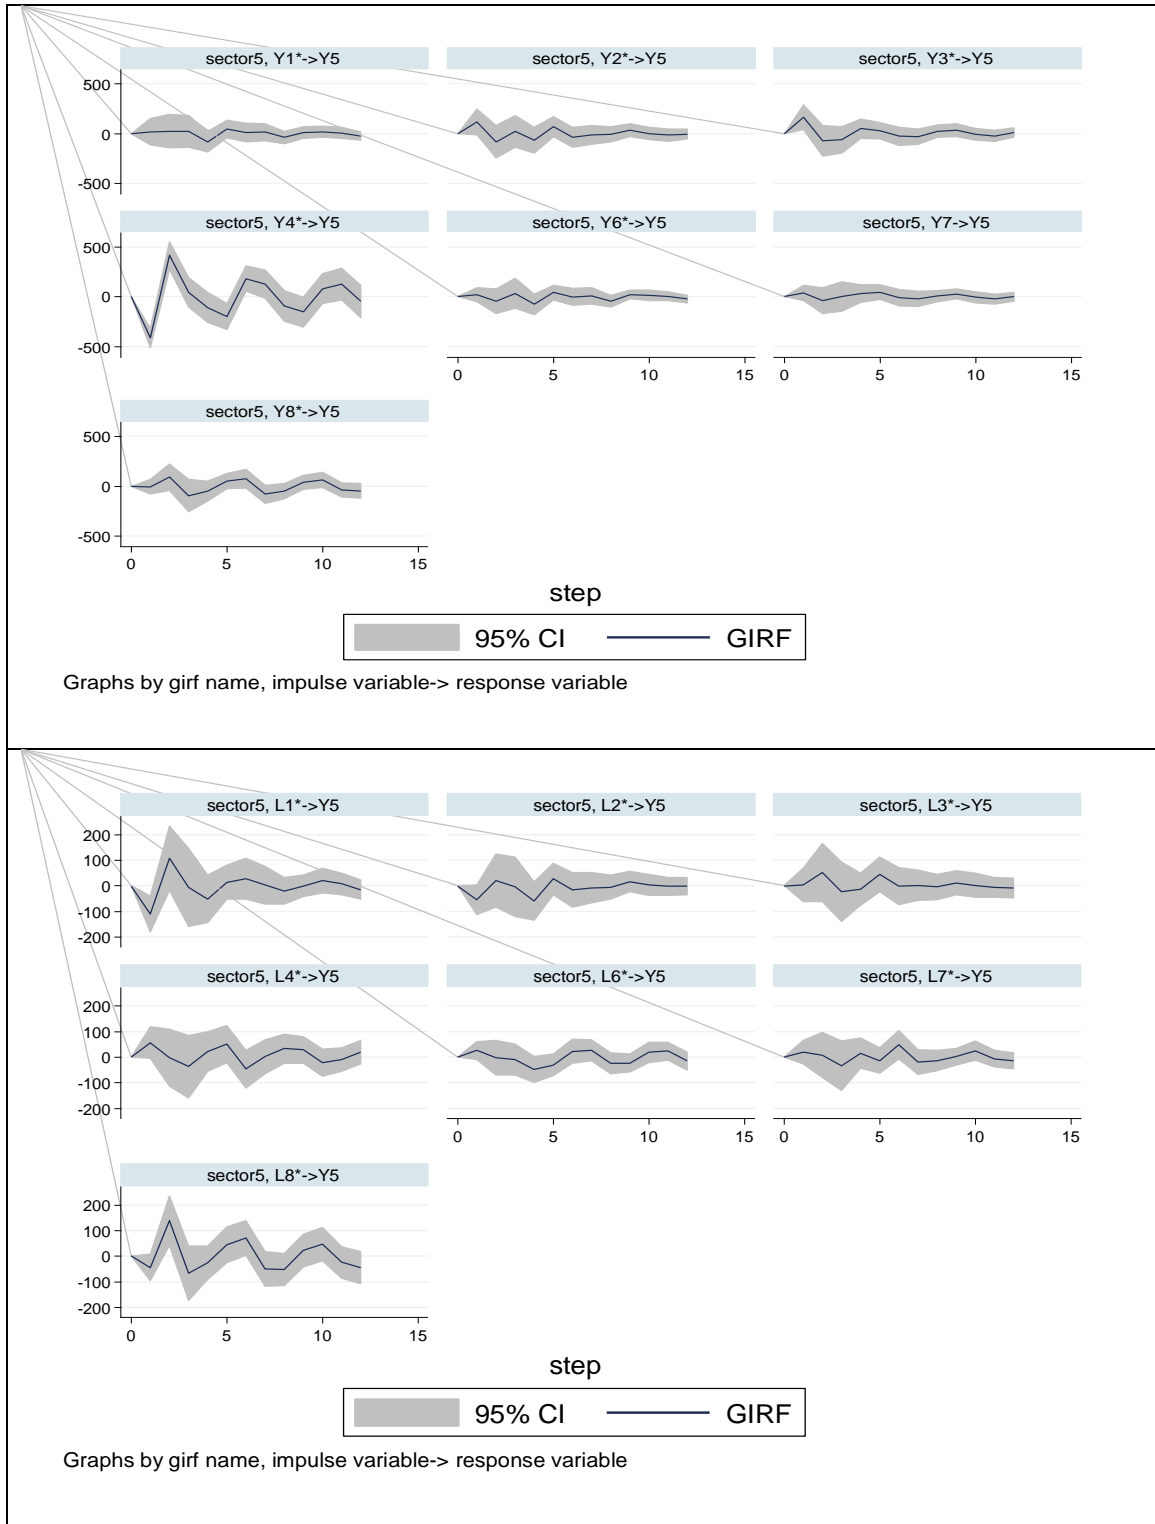 sector5, Y1*->Y5 sector5, Y2*->Y5 sector5, Y3*->Y5
500
0
-500
sector5, Y4*->Y5 sector5, Y6*->Y5 sector5, Y7->Y5
500
0
-500
0 5 10 15 0 5 10 15
sector5, Y8*->Y5
500
0
-500
0 5 10 15
step
95% CI GIRF
Graphs by girf name, impulse variable-> response variable
sector5, L1*->Y5 sector5, L2*->Y5 sector5, L3*->Y5
200
100
0
-100
-200
sector5, L4*->Y5 sector5, L6*->Y5 sector5, L7*->Y5
200
100
0
-100
-200
0 5 10 15 0 5 10 15
sector5, L8*->Y5
200
100
0
-100
-200
0 5 10 15
step
95% CI GIRF
Graphs by girf name, impulse variable-> response variable